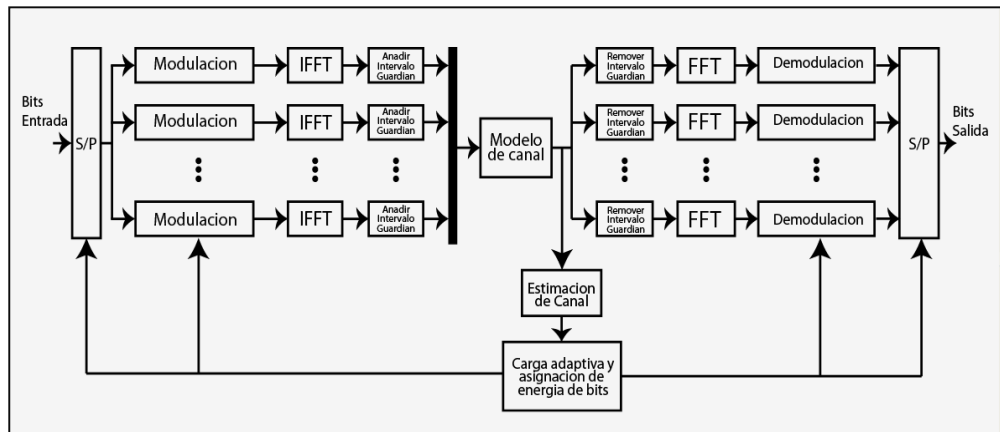 Bits
Entrada
S/P
Modulacion
IFFT
Anadir
Intervalo
Guardian
Modulacion
IFFT
Anadir
Intervalo
Guardian
Modulacion
IFFT
Anadir
Intervalo
Guardian
Modelo
de canal
Remover
Intervalo
Guardian
FFT
Demodulacion
Remover
Intervalo
Guardian
FFT
Demodulacion
Remover
Intervalo
Guardian
FFT
Demodulacion
S/P
Bits
Salida
Estimacion
de Canal
Carga adaptiva y
asignacion de
energia de bits